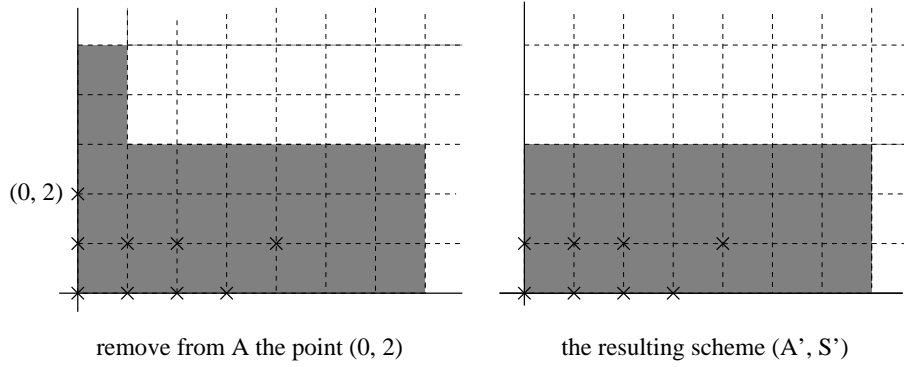 (0, 2)
remove from A the point (0, 2)
the resulting scheme (A’, S’)